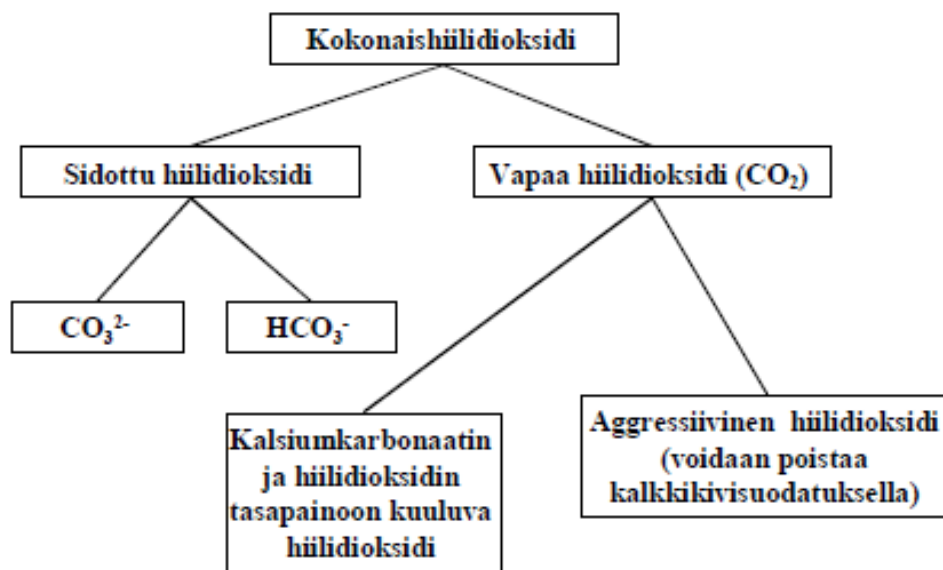 Kokonaishiilidioksidi
Sidottu hiilidioksidi
Vapaa hiilidioksidi (CO₂)
CO₃²⁻
HCO₃⁻
Kalsiumkarbonaatin
ja hiilidioksidin
tasapainoon kuuluva
hiilidioksidi
Aggressiivinen hiilidioksidi
(voidaan poistaa
kalkkikivisuodatuksella)